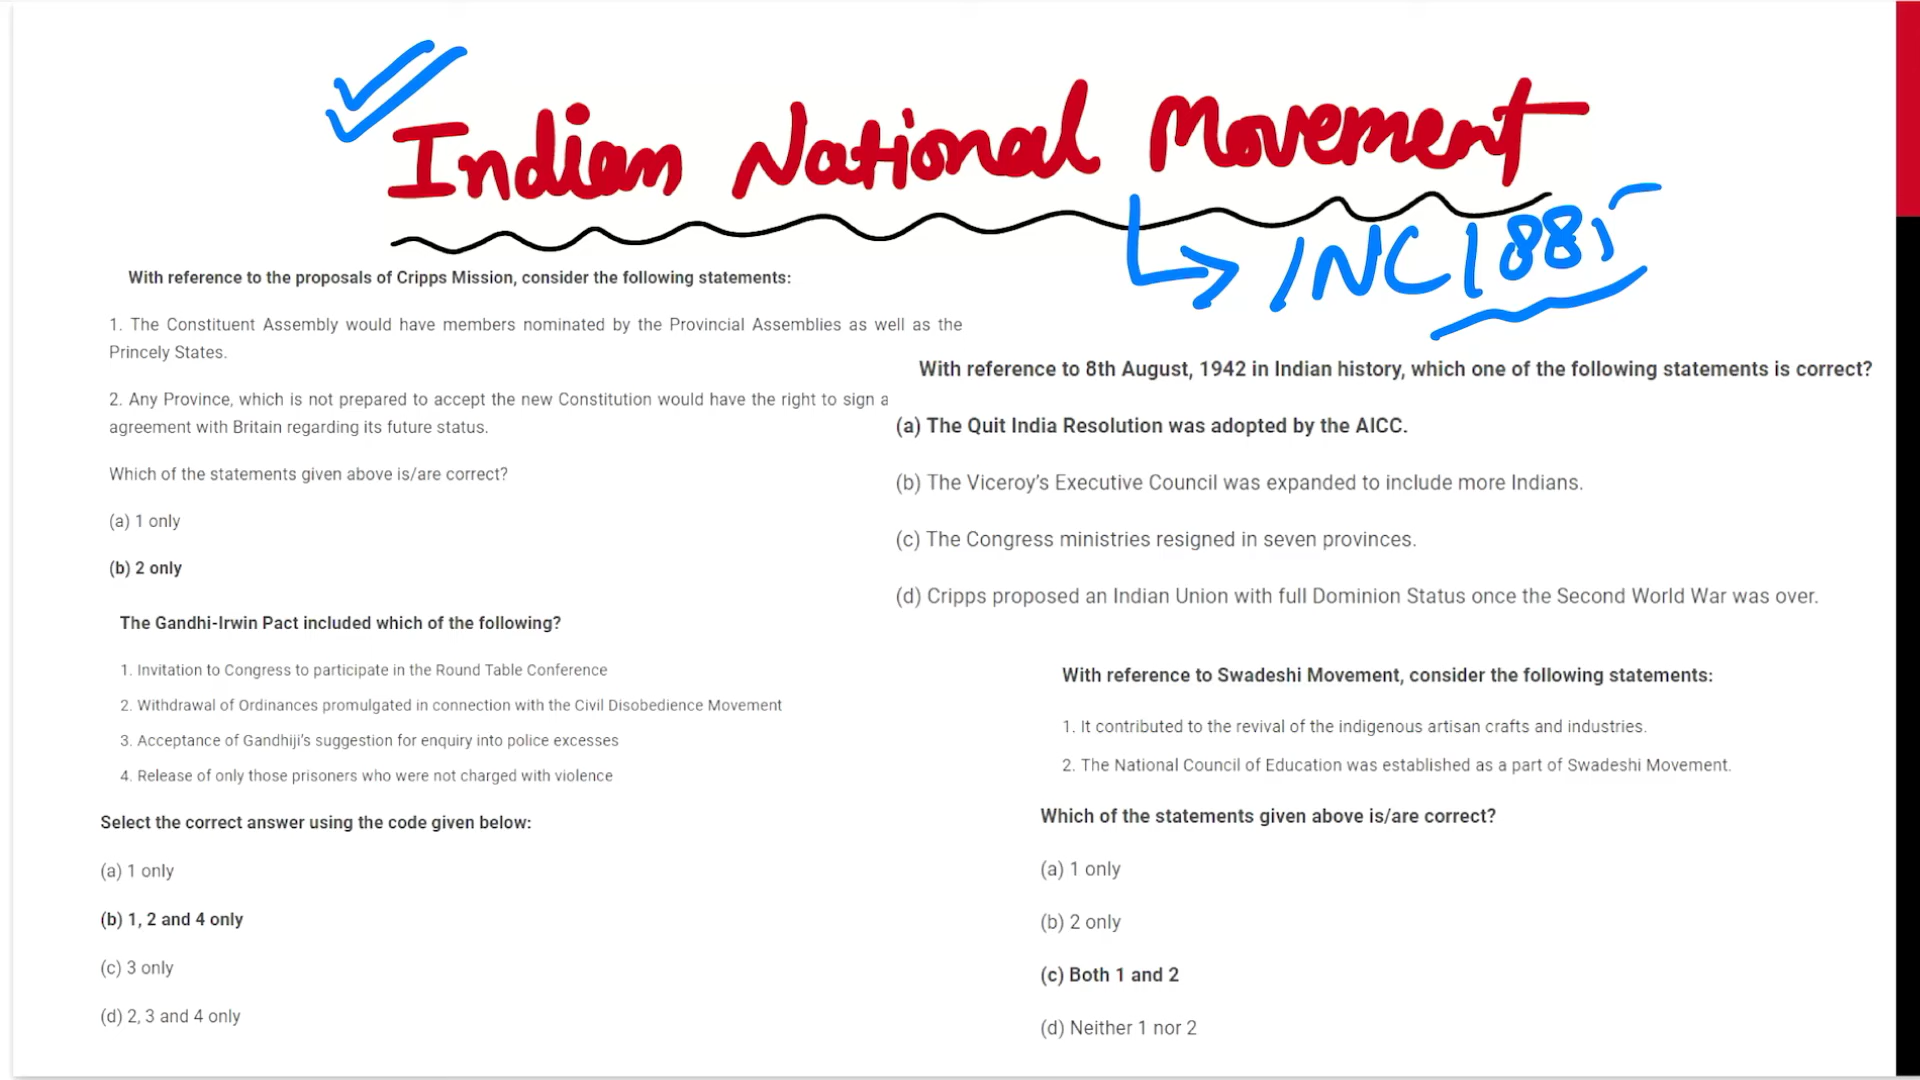 Indian National Movement
INC 1885
With reference to the proposals of Cripps Mission, consider the following statements:
1. The Constituent Assembly would have members nominated by the Provincial Assemblies as well as the
Princely States.
2. Any Province, which is not prepared to accept the new Constitution would have the right to sign a
agreement with Britain regarding its future status.
Which of the statements given above is/are correct?
(a) 1 only
(b) 2 only
The Gandhi-Irwin Pact included which of the following?
1. Invitation to Congress to participate in the Round Table Conference
2. Withdrawal of Ordinances promulgated in connection with the Civil Disobedience Movement
3. Acceptance of Gandhiji's suggestion for enquiry into police excesses
4. Release of only those prisoners who were not charged with violence
Select the correct answer using the code given below:
(a) 1 only
(b) 1, 2 and 4 only
(c) 3 only
(d) 2, 3 and 4 only
With reference to 8th August, 1942 in Indian history, which one of the following statements is correct?
(a) The Quit India Resolution was adopted by the AICC.
(b) The Viceroy's Executive Council was expanded to include more Indians.
(c) The Congress ministries resigned in seven provinces.
(d) Cripps proposed an Indian Union with full Dominion Status once the Second World War was over.
With reference to Swadeshi Movement, consider the following statements:
1. It contributed to the revival of the indigenous artisan crafts and industries.
2. The National Council of Education was established as a part of Swadeshi Movement.
Which of the statements given above is/are correct?
(a) 1 only
(b) 2 only
(c) Both 1 and 2
(d) Neither 1 nor 2